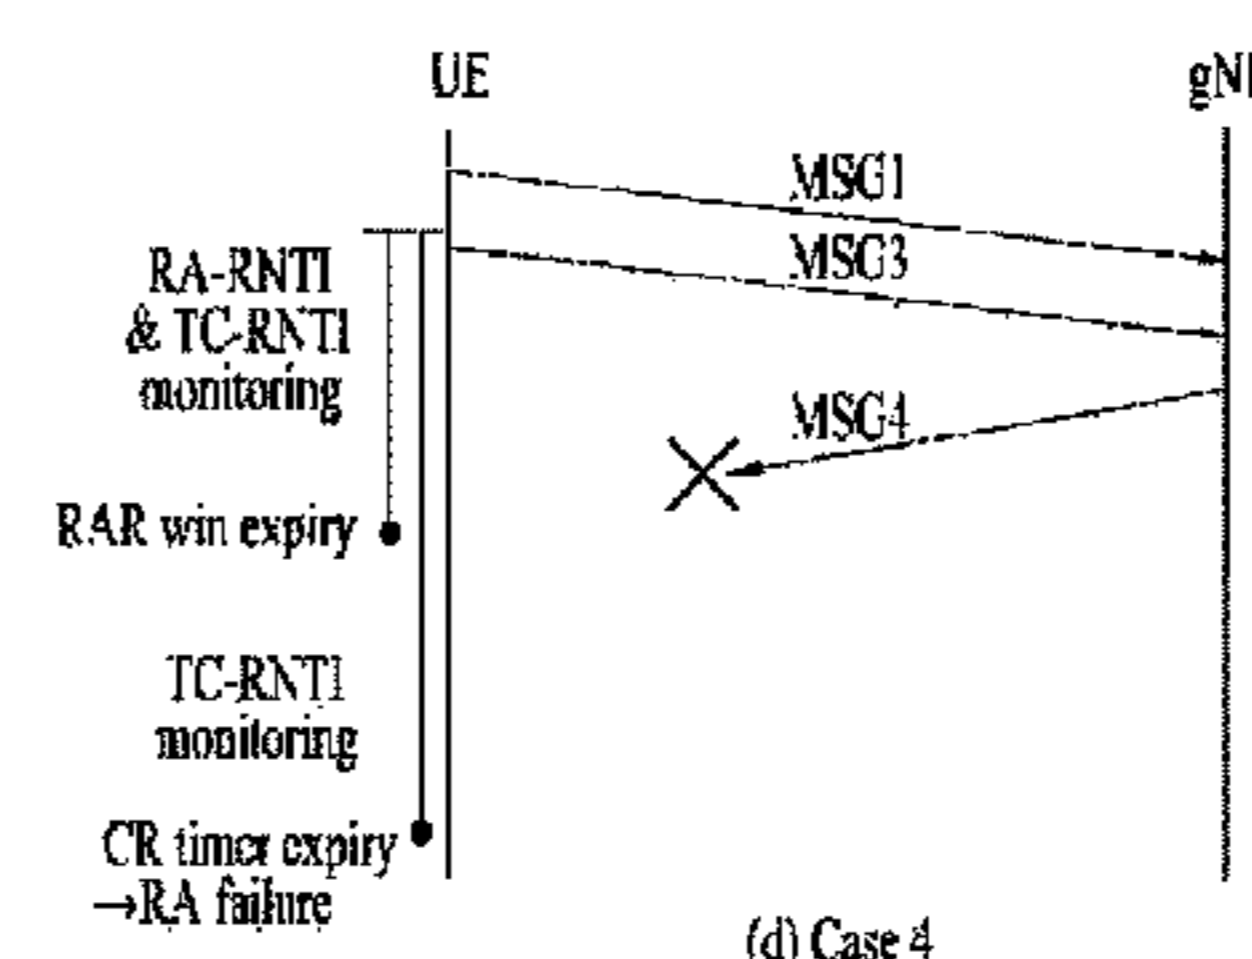 UE
gN
MSG1
MSG3
RA-RNTI
& TC-RNTI
monitoring
MSG4
RAR win expiry
TC-RNTI
monitoring
CR timer expiry
→RA failure
(d) Case 4